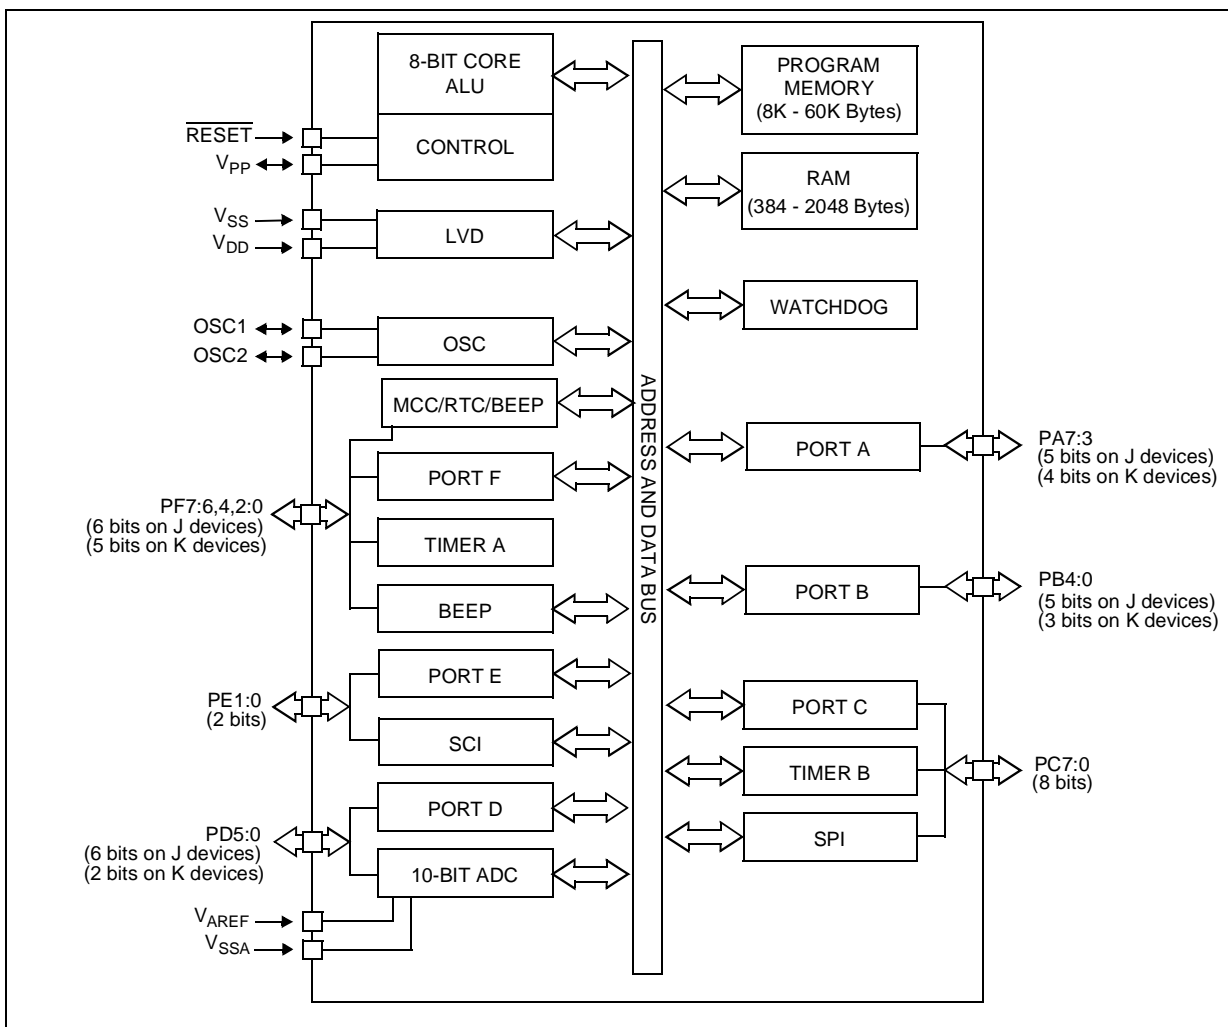 8-BIT CORE
ALU
CONTROL
RESET
VPP
VSS
VDD
LVD
OSC1
OSC2
OSC
MCC/RTC/BEEP
PORT F
PF7:6,4,2:0
(6 bits on J devices)
(5 bits on K devices)
TIMER A
BEEP
PORT E
PE1:0
(2 bits)
SCI
PORT D
PD5:0
(6 bits on J devices)
(2 bits on K devices)
10-BIT ADC
VAREF
VSSA
ADDRESS AND DATA BUS
PROGRAM
MEMORY
(8K - 60K Bytes)
RAM
(384 - 2048 Bytes)
WATCHDOG
PORT A
PA7:3
(5 bits on J devices)
(4 bits on K devices)
PORT B
PB4:0
(5 bits on J devices)
(3 bits on K devices)
PORT C
TIMER B
PC7:0
(8 bits)
SPI